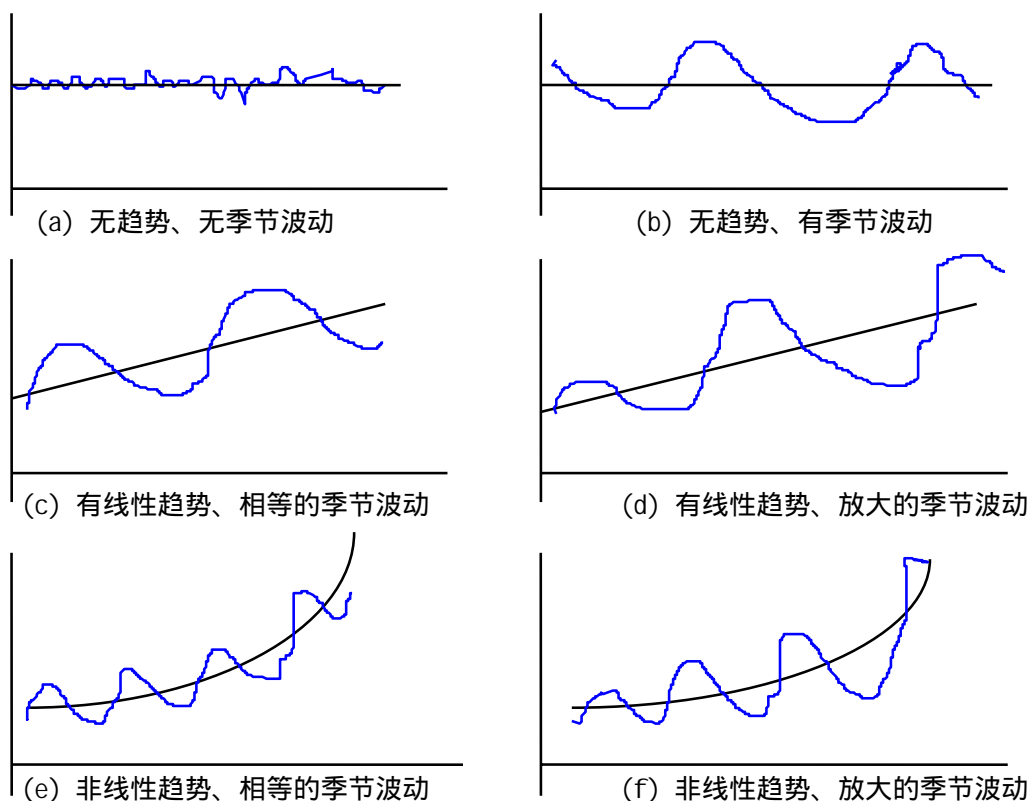 (a) 无趋势、无季节波动
(b) 无趋势、有季节波动
(c) 有线性趋势、相等的季节波动
(d) 有线性趋势、放大的季节波动
(e) 非线性趋势、相等的季节波动
(f) 非线性趋势、放大的季节波动